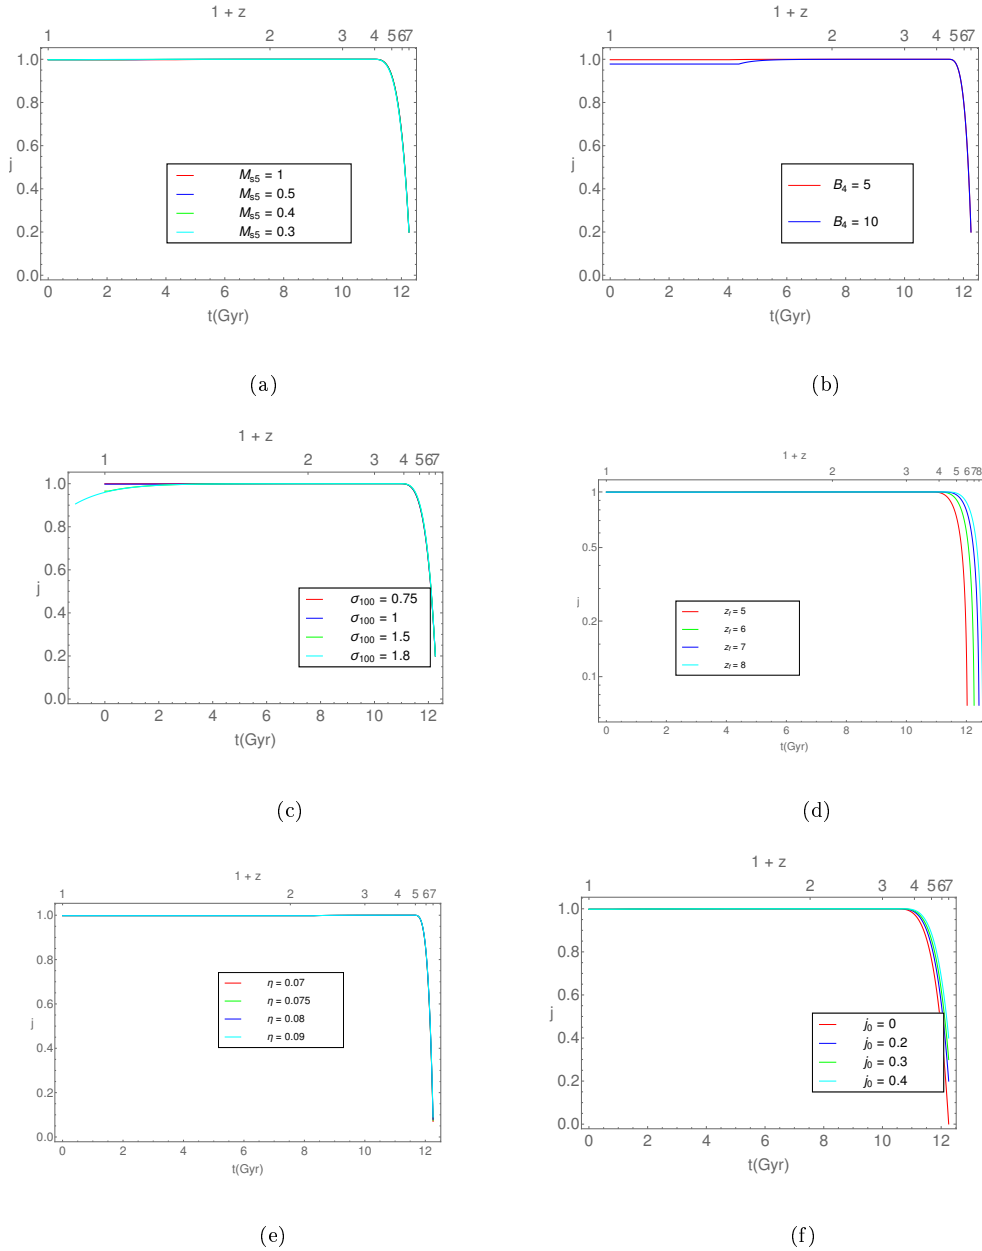 1 + z
1 2 3 4 5 6 7
1.0
0.8
0.6
0.4
0.2
0.0
j
M_s5 = 1
M_s5 = 0.5
M_s5 = 0.4
M_s5 = 0.3
0 2 4 6 8 10 12
t(Gyr)
(a)
1 + z
1 2 3 4 5 6 7
1.0
0.8
0.6
0.4
0.2
0.0
j
B_4 = 5
B_4 = 10
0 2 4 6 8 10 12
t(Gyr)
(b)
1 + z
1 2 3 4 5 6 7
1.0
0.8
0.6
0.4
0.2
0.0
j
σ_100 = 0.75
σ_100 = 1
σ_100 = 1.5
σ_100 = 1.8
0 2 4 6 8 10 12
t(Gyr)
(c)
1 + z
1 2 3 4 5 6 7 8
1
0.5
0.2
0.1
j
z_f = 5
z_f = 6
z_f = 7
z_f = 8
0 2 4 6 8 10 12
t(Gyr)
(d)
1 + z
1 2 3 4 5 6 7
1.0
0.8
0.6
0.4
0.2
0.0
j
η = 0.07
η = 0.075
η = 0.08
η = 0.09
0 2 4 6 8 10 12
t(Gyr)
(e)
1 + z
1 2 3 4 5 6 7
1.0
0.8
0.6
0.4
0.2
0.0
j
j_0 = 0
j_0 = 0.2
j_0 = 0.3
j_0 = 0.4
0 2 4 6 8 10 12
t(Gyr)
(f)